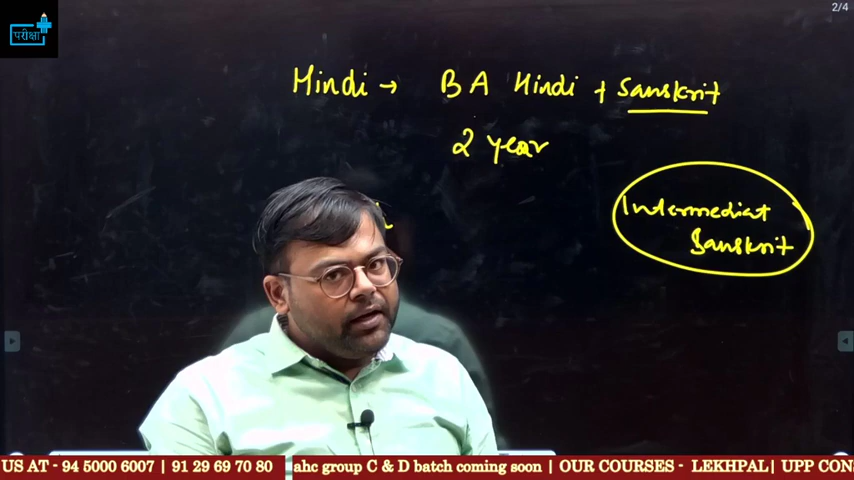 2/4
परीक्षा
Hindi → BA Hindi + Sanskrit
2 year
Intermediat
Sanskrit
US AT - 94 5000 6007 | 91 29 69 70 80 ahc group C & D batch coming soon | OUR COURSES - LEKHPAL| UPP CONS